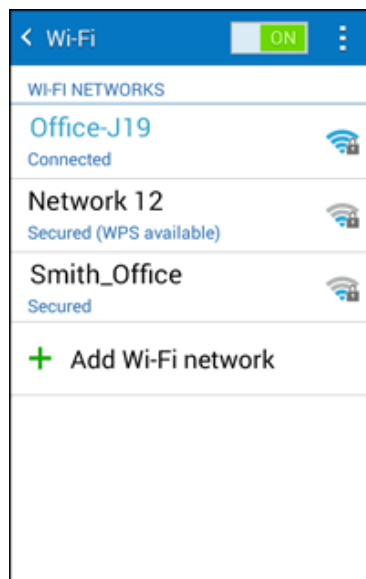 Wi-Fi ON
WI-FI NETWORKS
Office-J19
Connected
Network 12
Secured (WPS available)
Smith_Office
Secured
+ Add Wi-Fi network